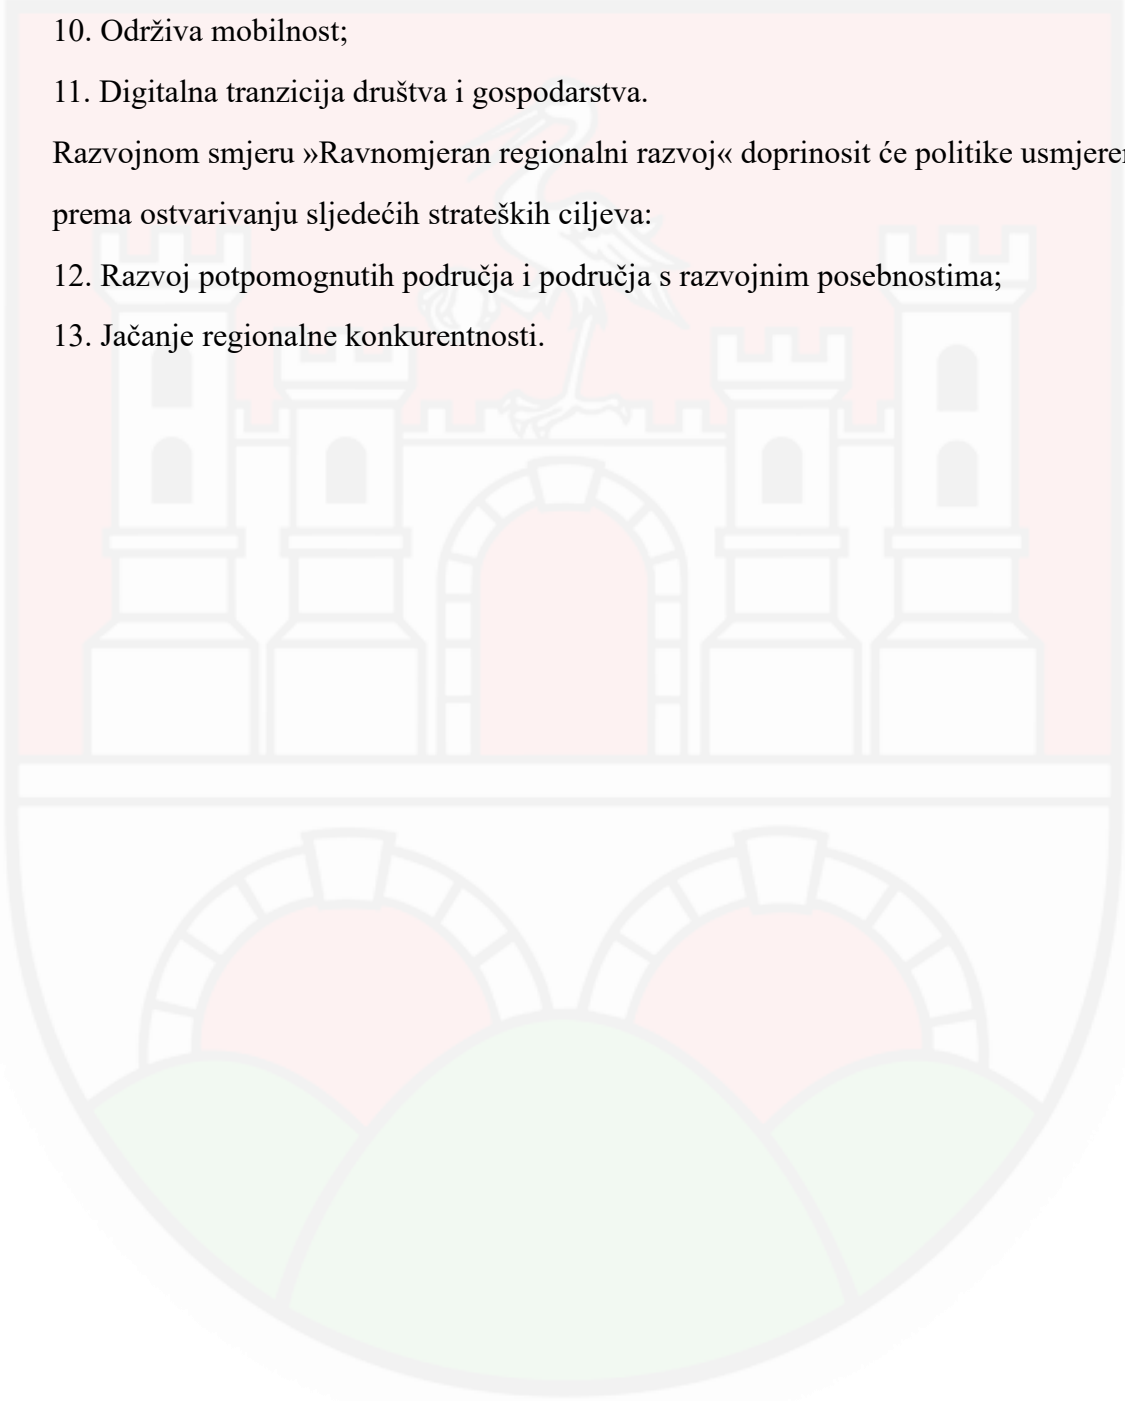 10. Održiva mobilnost;
11. Digitalna tranzicija društva i gospodarstva.
Razvojnom smjeru »Ravnomjeran regionalni razvoj« doprinosit će politike
prema ostvarivanju sljedećih strateških ciljeva:
12. Razvoj potpomognutih područja i područja s razvojnim posebnostima;
13. Jačanje regionalne konkurentnosti.